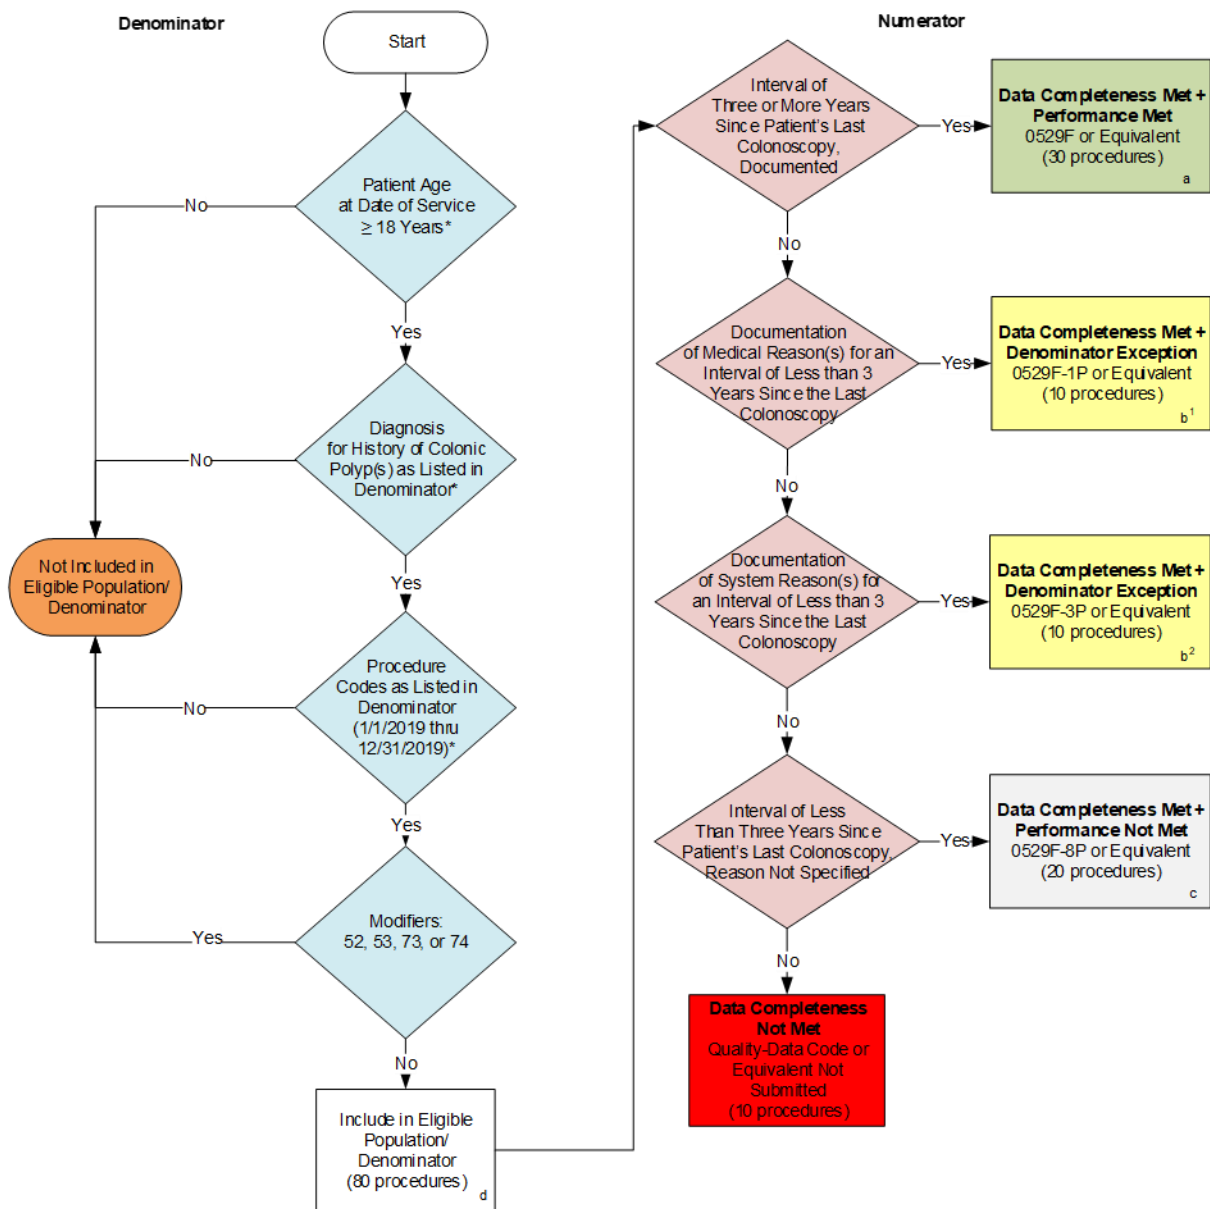 Denominator
Start
Patient Age
at Date of Service
≥ 18 Years*
No
Yes
Diagnosis
for History of Colonic
Polyp(s) as Listed in
Denominator*
No
Not Included in
Eligible Population/
Denominator
Yes
Procedure
Codes as Listed in
Denominator
(1/1/2019 thru
12/31/2019)*
No
Yes
Modifiers:
52, 53, 73, or 74
Yes
No
Include in Eligible
Population/
Denominator
(80 procedures)
d
Numerator
Interval of
Three or More Years
Since Patient's Last
Colonoscopy,
Documented
Yes
Data Completeness Met +
Performance Met
0529F or Equivalent
(30 procedures)
a
No
Documentation
of Medical Reason(s) for an
Interval of Less than 3
Years Since the Last
Colonoscopy
Yes
Data Completeness Met +
Denominator Exception
0529F-1P or Equivalent
(10 procedures)
b¹
No
Documentation
of System Reason(s) for
an Interval of Less than 3
Years Since the Last
Colonoscopy
Yes
Data Completeness Met +
Denominator Exception
0529F-3P or Equivalent
(10 procedures)
b²
No
Interval of Less
Than Three Years Since
Patient's Last Colonoscopy,
Reason Not Specified
Yes
Data Completeness Met +
Performance Not Met
0529F-8P or Equivalent
(20 procedures)
c
No
Data Completeness
Not Met
Quality-Data Code or
Equivalent Not
Submitted
(10 procedures)